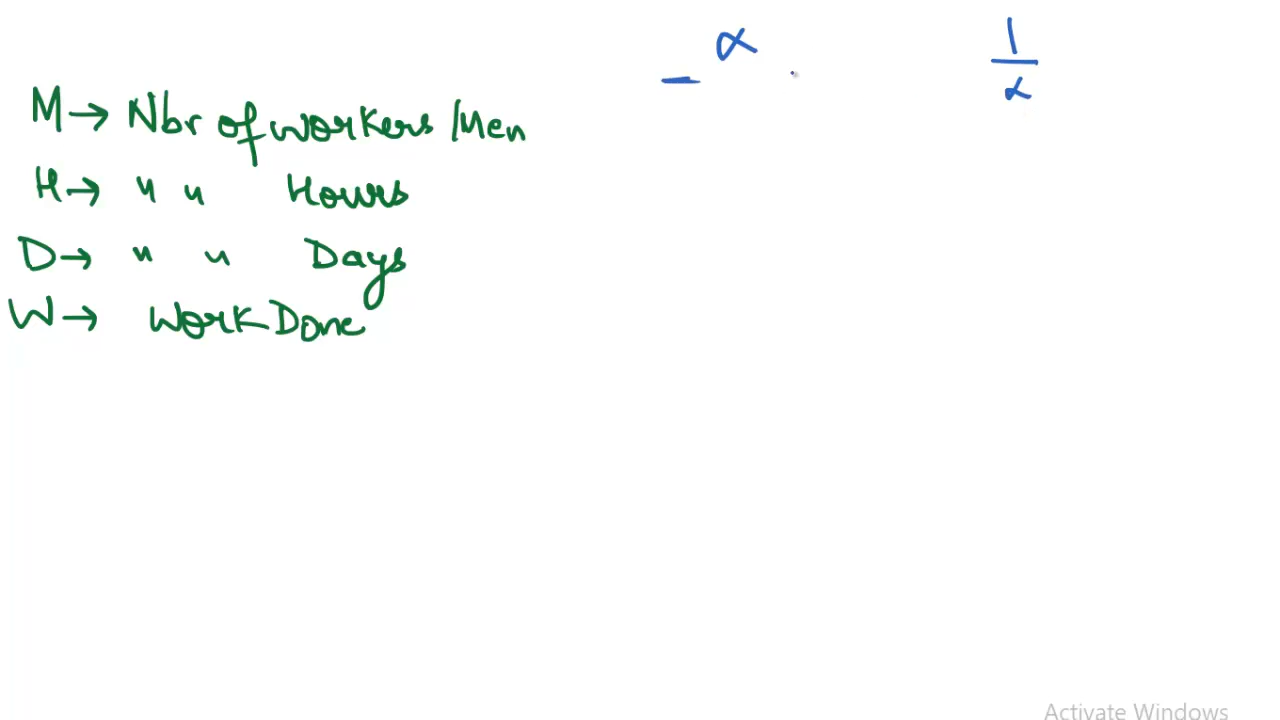 – α 1/α
M → Nbr of workers / Men
H → " " Hours
D → " " Days
W → Work Done
Activate Windows